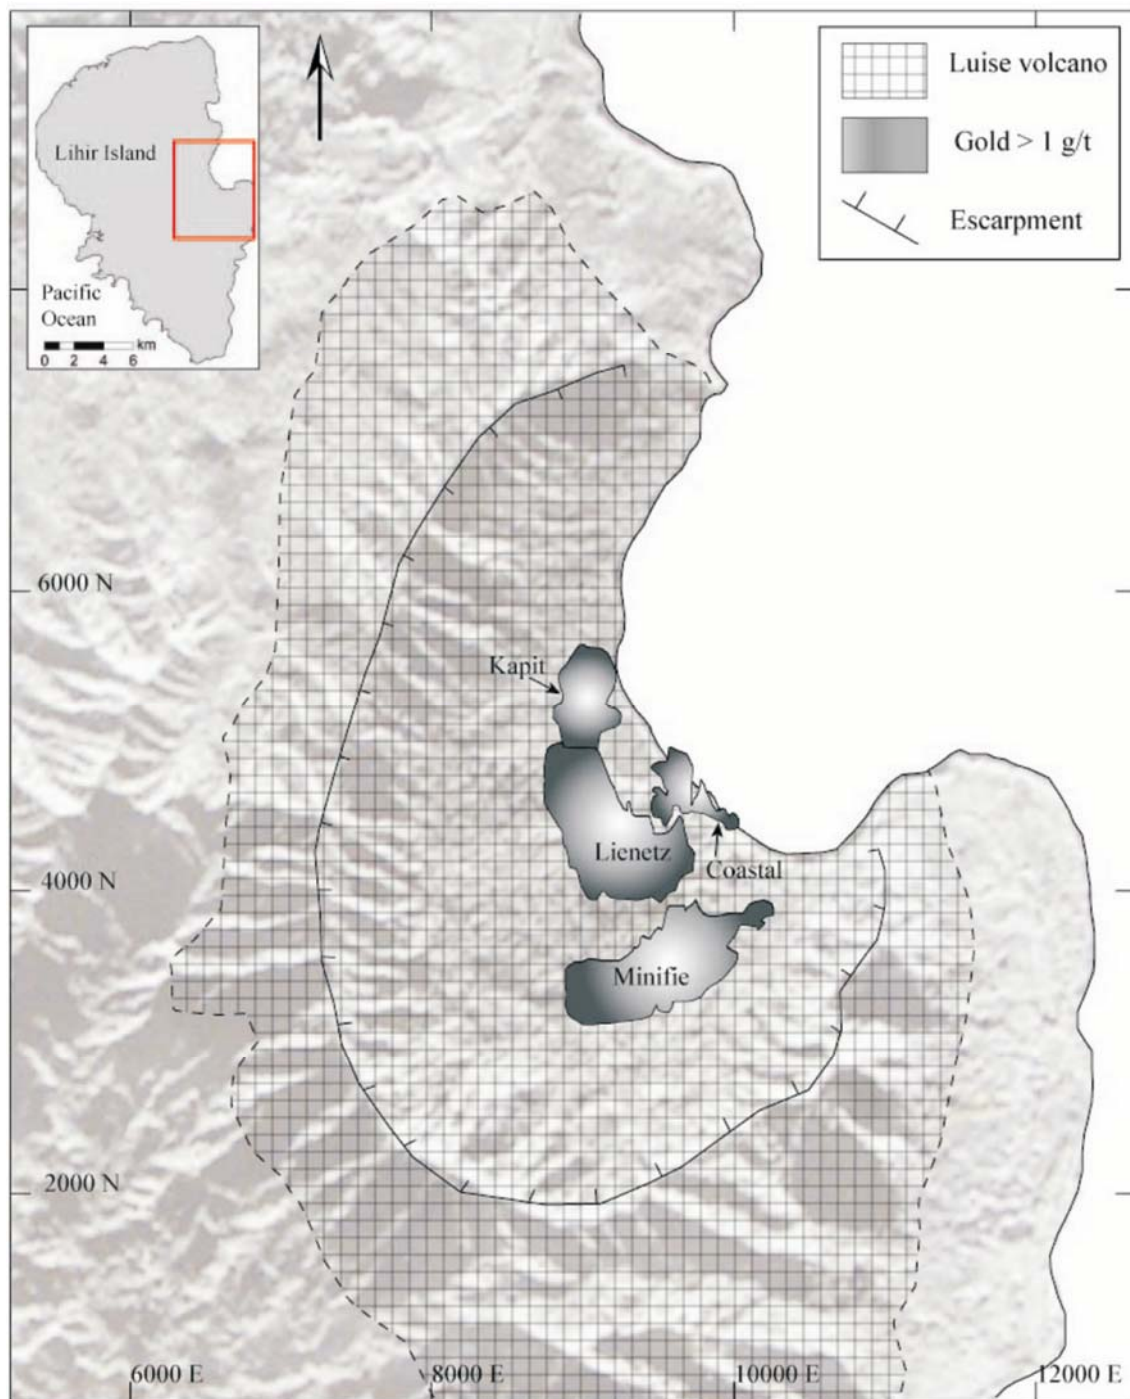 Lihir Island
Pacific
Ocean
0 2 4 6 km
Luise volcano
Gold > 1 g/t
Escarpment
6000 N
Kapit
Lienetz
Coastal
4000 N
Minifie
2000 N
6000 E
8000 E
10000 E
12000 E